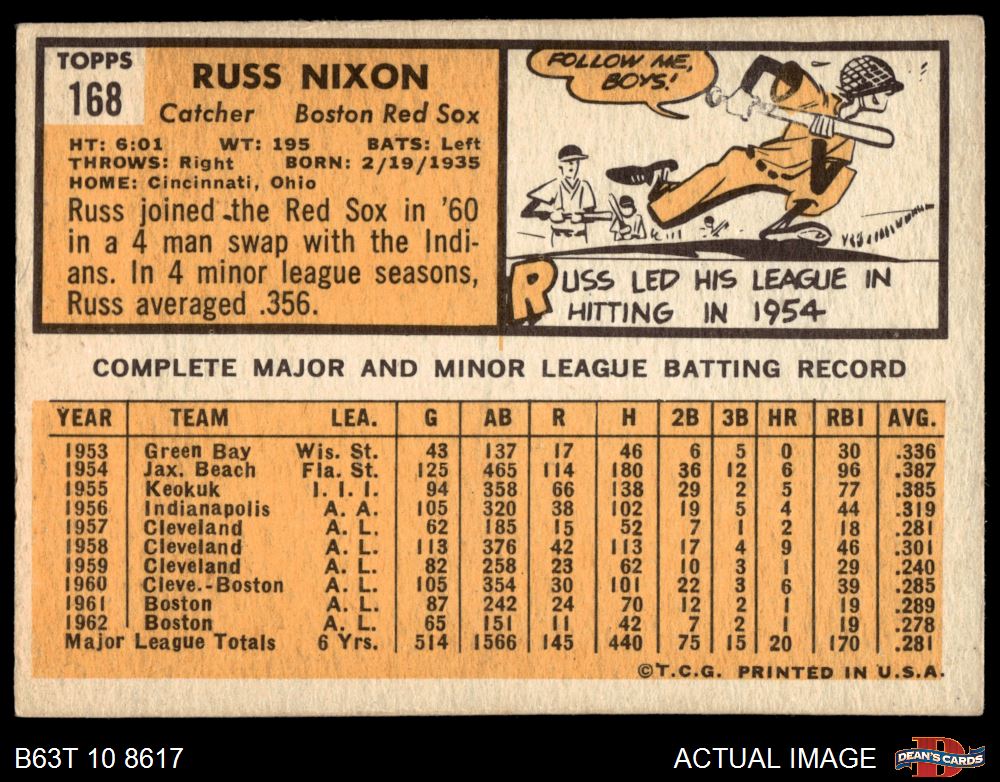 TOPPS
168
RUSS NIXON
Catcher Boston Red Sox
HT: 6:01 WT: 195 BATS: Left
THROWS: Right BORN: 2/19/1935
HOME: Cincinnati, Ohio
Russ joined the Red Sox in '60
in a 4 man swap with the Indi-
ans. In 4 minor league seasons,
Russ averaged .356.
FOLLOW ME,
BOYS!
RUSS LED HIS LEAGUE IN
HITTING IN 1954
COMPLETE MAJOR AND MINOR LEAGUE BATTING RECORD
YEAR TEAM LEA. G AB R H 2B 3B HR RBI AVG.
1953 Green Bay Wis. St. 43 137 17 46 6 5 0 30 .336
1954 Jax. Beach Fla. St. 125 465 114 180 36 12 6 96 .387
1955 Keokuk I. I. I. 94 358 66 138 29 2 5 77 .385
1956 Indianapolis A. A. 105 320 38 102 19 5 4 44 .319
1957 Cleveland A. L. 62 185 15 52 7 1 2 18 .281
1958 Cleveland A. L. 113 376 42 113 17 4 9 46 .301
1959 Cleveland A. L. 82 258 23 62 10 3 1 29 .240
1960 Cleve.-Boston A. L. 105 354 30 101 22 3 6 39 .285
1961 Boston A. L. 87 242 24 70 12 2 1 19 .289
1962 Boston A. L. 65 151 11 42 7 2 1 19 .278
Major League Totals 6 Yrs. 514 1566 145 440 75 15 20 170 .281
©T.C.G. PRINTED IN U.S.A.
B63T 10 8617
ACTUAL IMAGE
D
DEAN'S CARDS